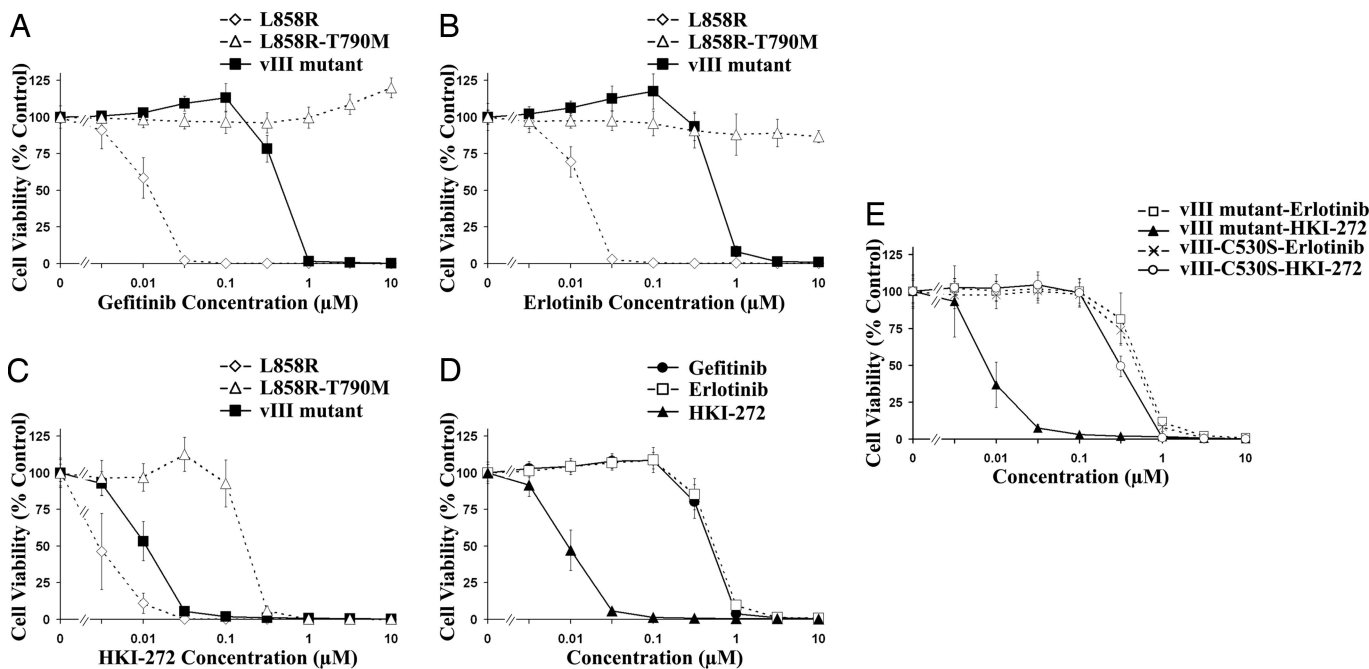 A
L858R
L858R-T790M
vIII mutant
Cell Viability (% Control)
125
100
75
50
25
0
0 0.01 0.1 1 10
Gefitinib Concentration (µM)
B
L858R
L858R-T790M
vIII mutant
Cell Viability (% Control)
125
100
75
50
25
0
0 0.01 0.1 1 10
Erlotinib Concentration (µM)
C
L858R
L858R-T790M
vIII mutant
Cell Viability (% Control)
125
100
75
50
25
0
0 0.01 0.1 1 10
HKI-272 Concentration (µM)
D
Gefitinib
Erlotinib
HKI-272
Cell Viability (% Control)
125
100
75
50
25
0
0 0.01 0.1 1 10
Concentration (µM)
E
vIII mutant-Erlotinib
vIII mutant-HKI-272
vIII-C530S-Erlotinib
vIII-C530S-HKI-272
Cell Viability (% Control)
125
100
75
50
25
0
0 0.01 0.1 1 10
Concentration (µM)